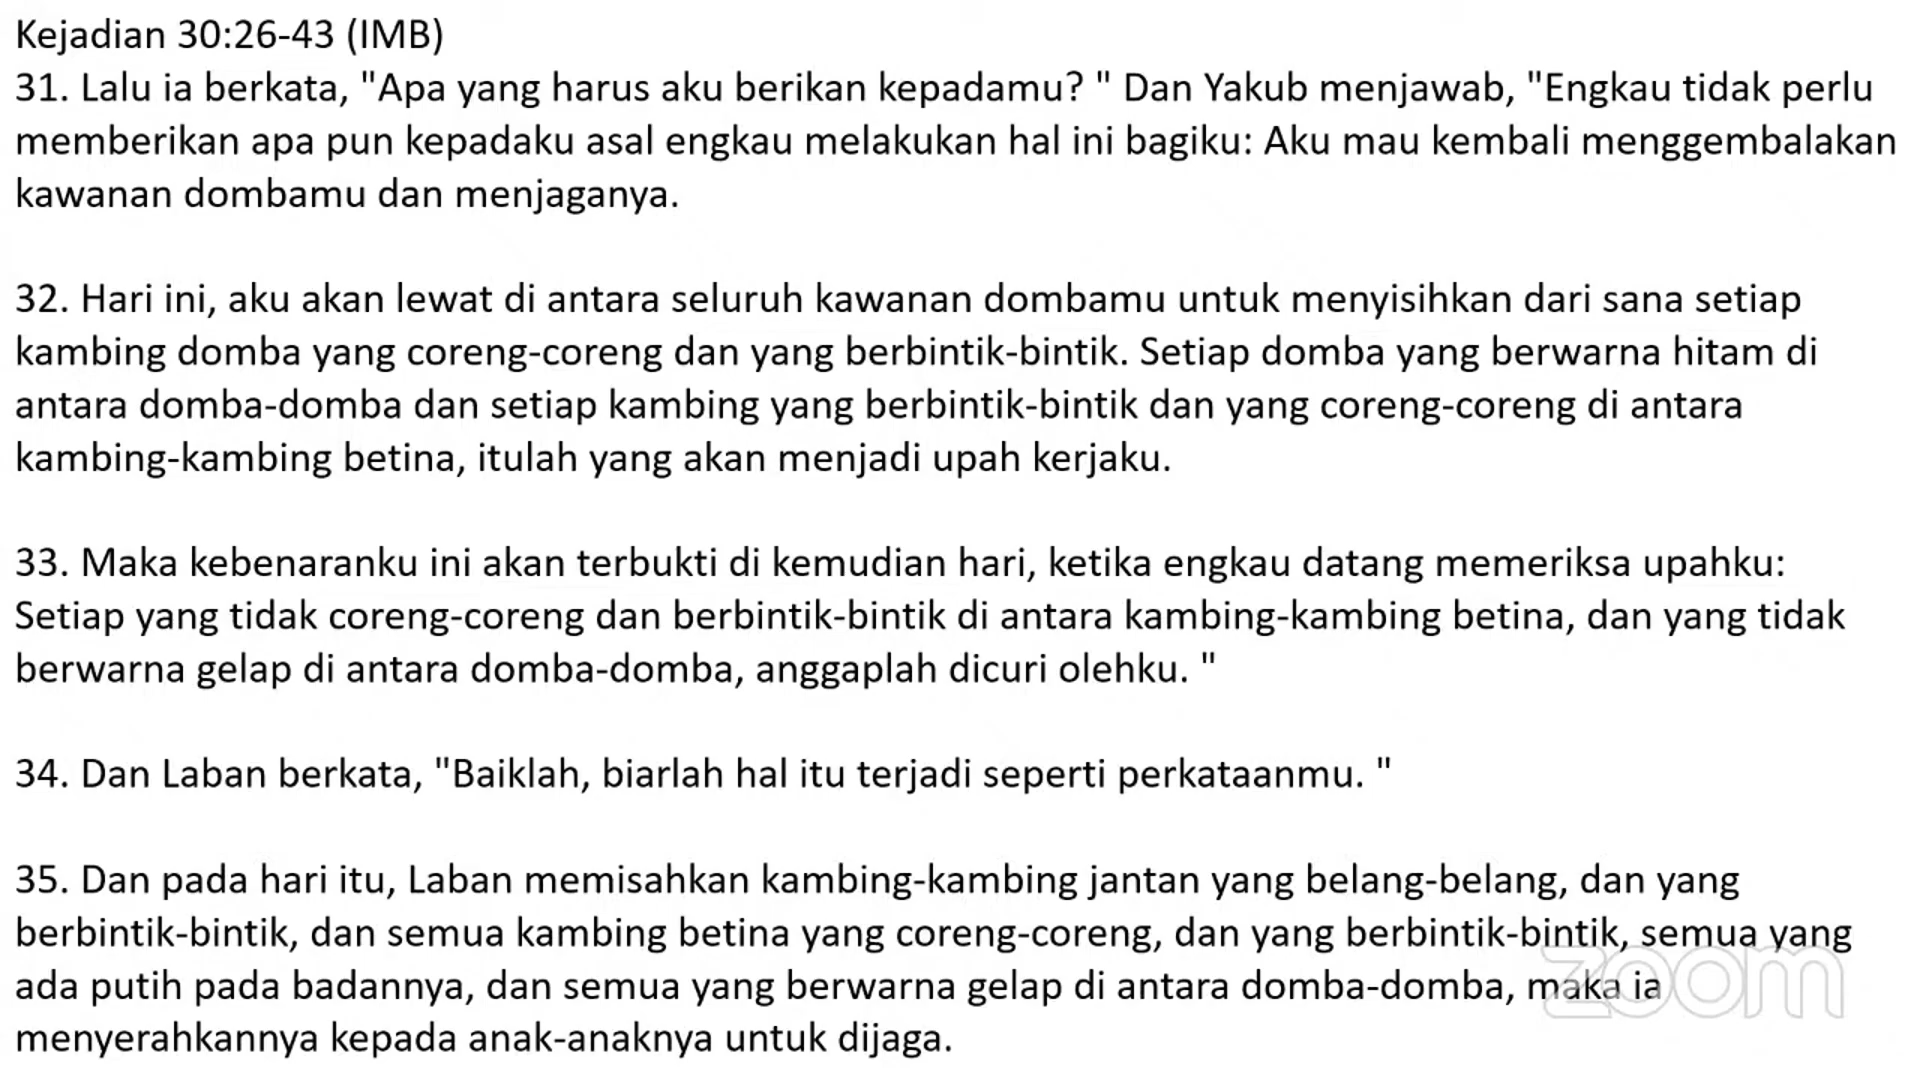 Kejadian 30:26-43 (IMB)
31. Lalu ia berkata, "Apa yang harus aku berikan kepadamu? " Dan Yakub menjawab, "Engkau tidak perlu
memberikan apa pun kepadaku asal engkau melakukan hal ini bagiku: Aku mau kembali menggembalakan
kawanan dombamu dan menjaganya.
32. Hari ini, aku akan lewat di antara seluruh kawanan dombamu untuk menyisihkan dari sana setiap
kambing domba yang coreng-coreng dan yang berbintik-bintik. Setiap domba yang berwarna hitam di
antara domba-domba dan setiap kambing yang berbintik-bintik dan yang coreng-coreng di antara
kambing-kambing betina, itulah yang akan menjadi upah kerjaku.
33. Maka kebenaranku ini akan terbukti di kemudian hari, ketika engkau datang memeriksa upahku:
Setiap yang tidak coreng-coreng dan berbintik-bintik di antara kambing-kambing betina, dan yang tidak
berwarna gelap di antara domba-domba, anggaplah dicuri olehku. "
34. Dan Laban berkata, "Baiklah, biarlah hal itu terjadi seperti perkataanmu. "
35. Dan pada hari itu, Laban memisahkan kambing-kambing jantan yang belang-belang, dan yang
berbintik-bintik, dan semua kambing betina yang coreng-coreng, dan yang berbintik-bintik, semua yang
ada putih pada badannya, dan semua yang berwarna gelap di antara domba-domba, maka ia
menyerahkannya kepada anak-anaknya untuk dijaga.
zoom